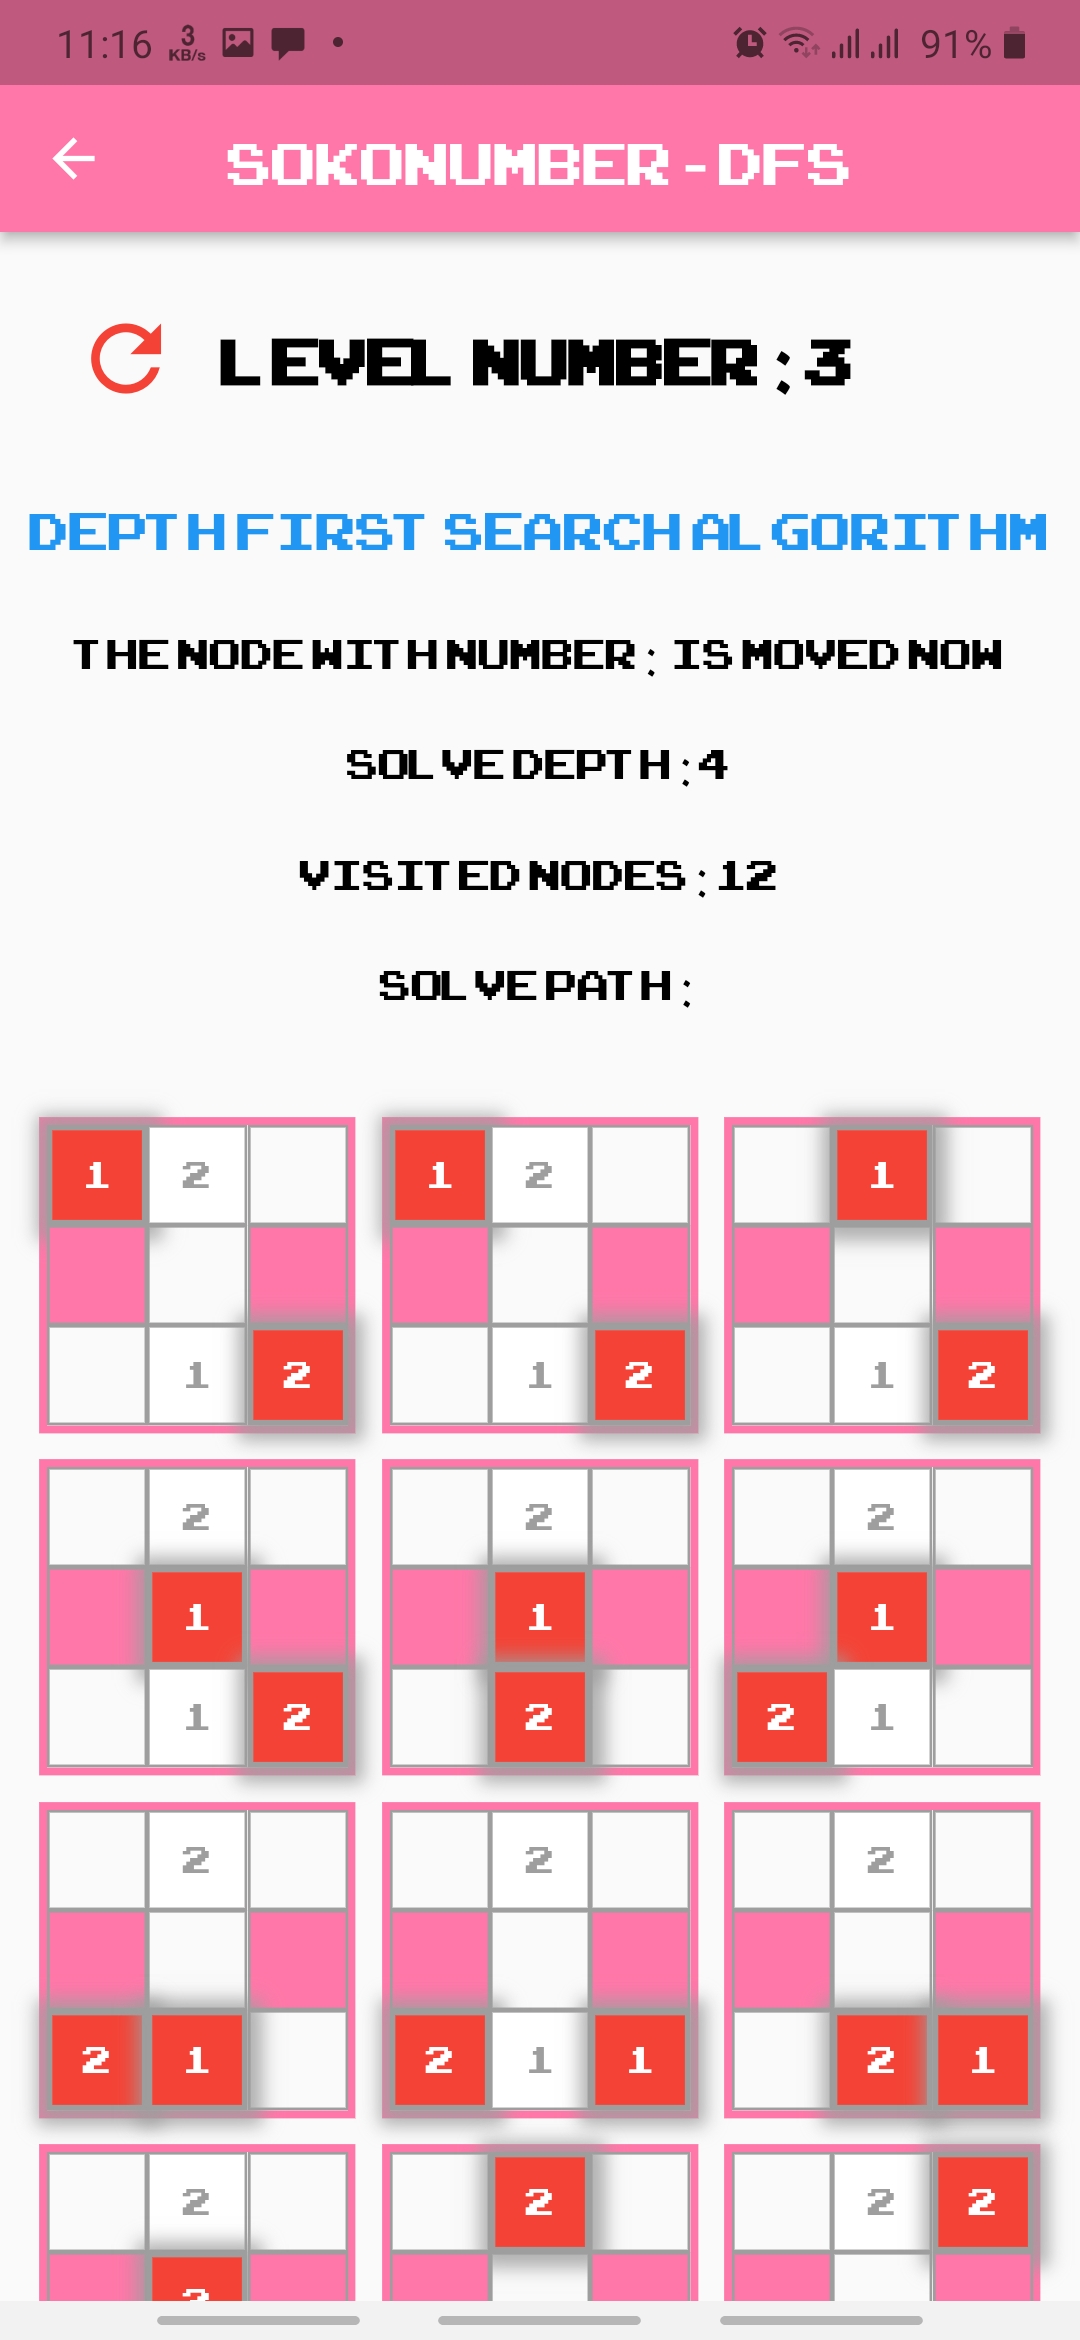 11:16 3 KB/s 91%
SOKONUMBER - DFS
LEVEL NUMBER : 3
DEPTH FIRST SEARCH ALGORITHM
THE NODE WITH NUMBER : IS MOVED NOW
SOLVE DEPTH : 4
VISITED NODES : 12
SOLVE PATH :
1 2 1 2 1
1 2 1 2 1 2
2 2 2
1 1 1
1 2 2 2 1
2 2 2
2 1 2 1 1 2 1
2 2 2 2
2